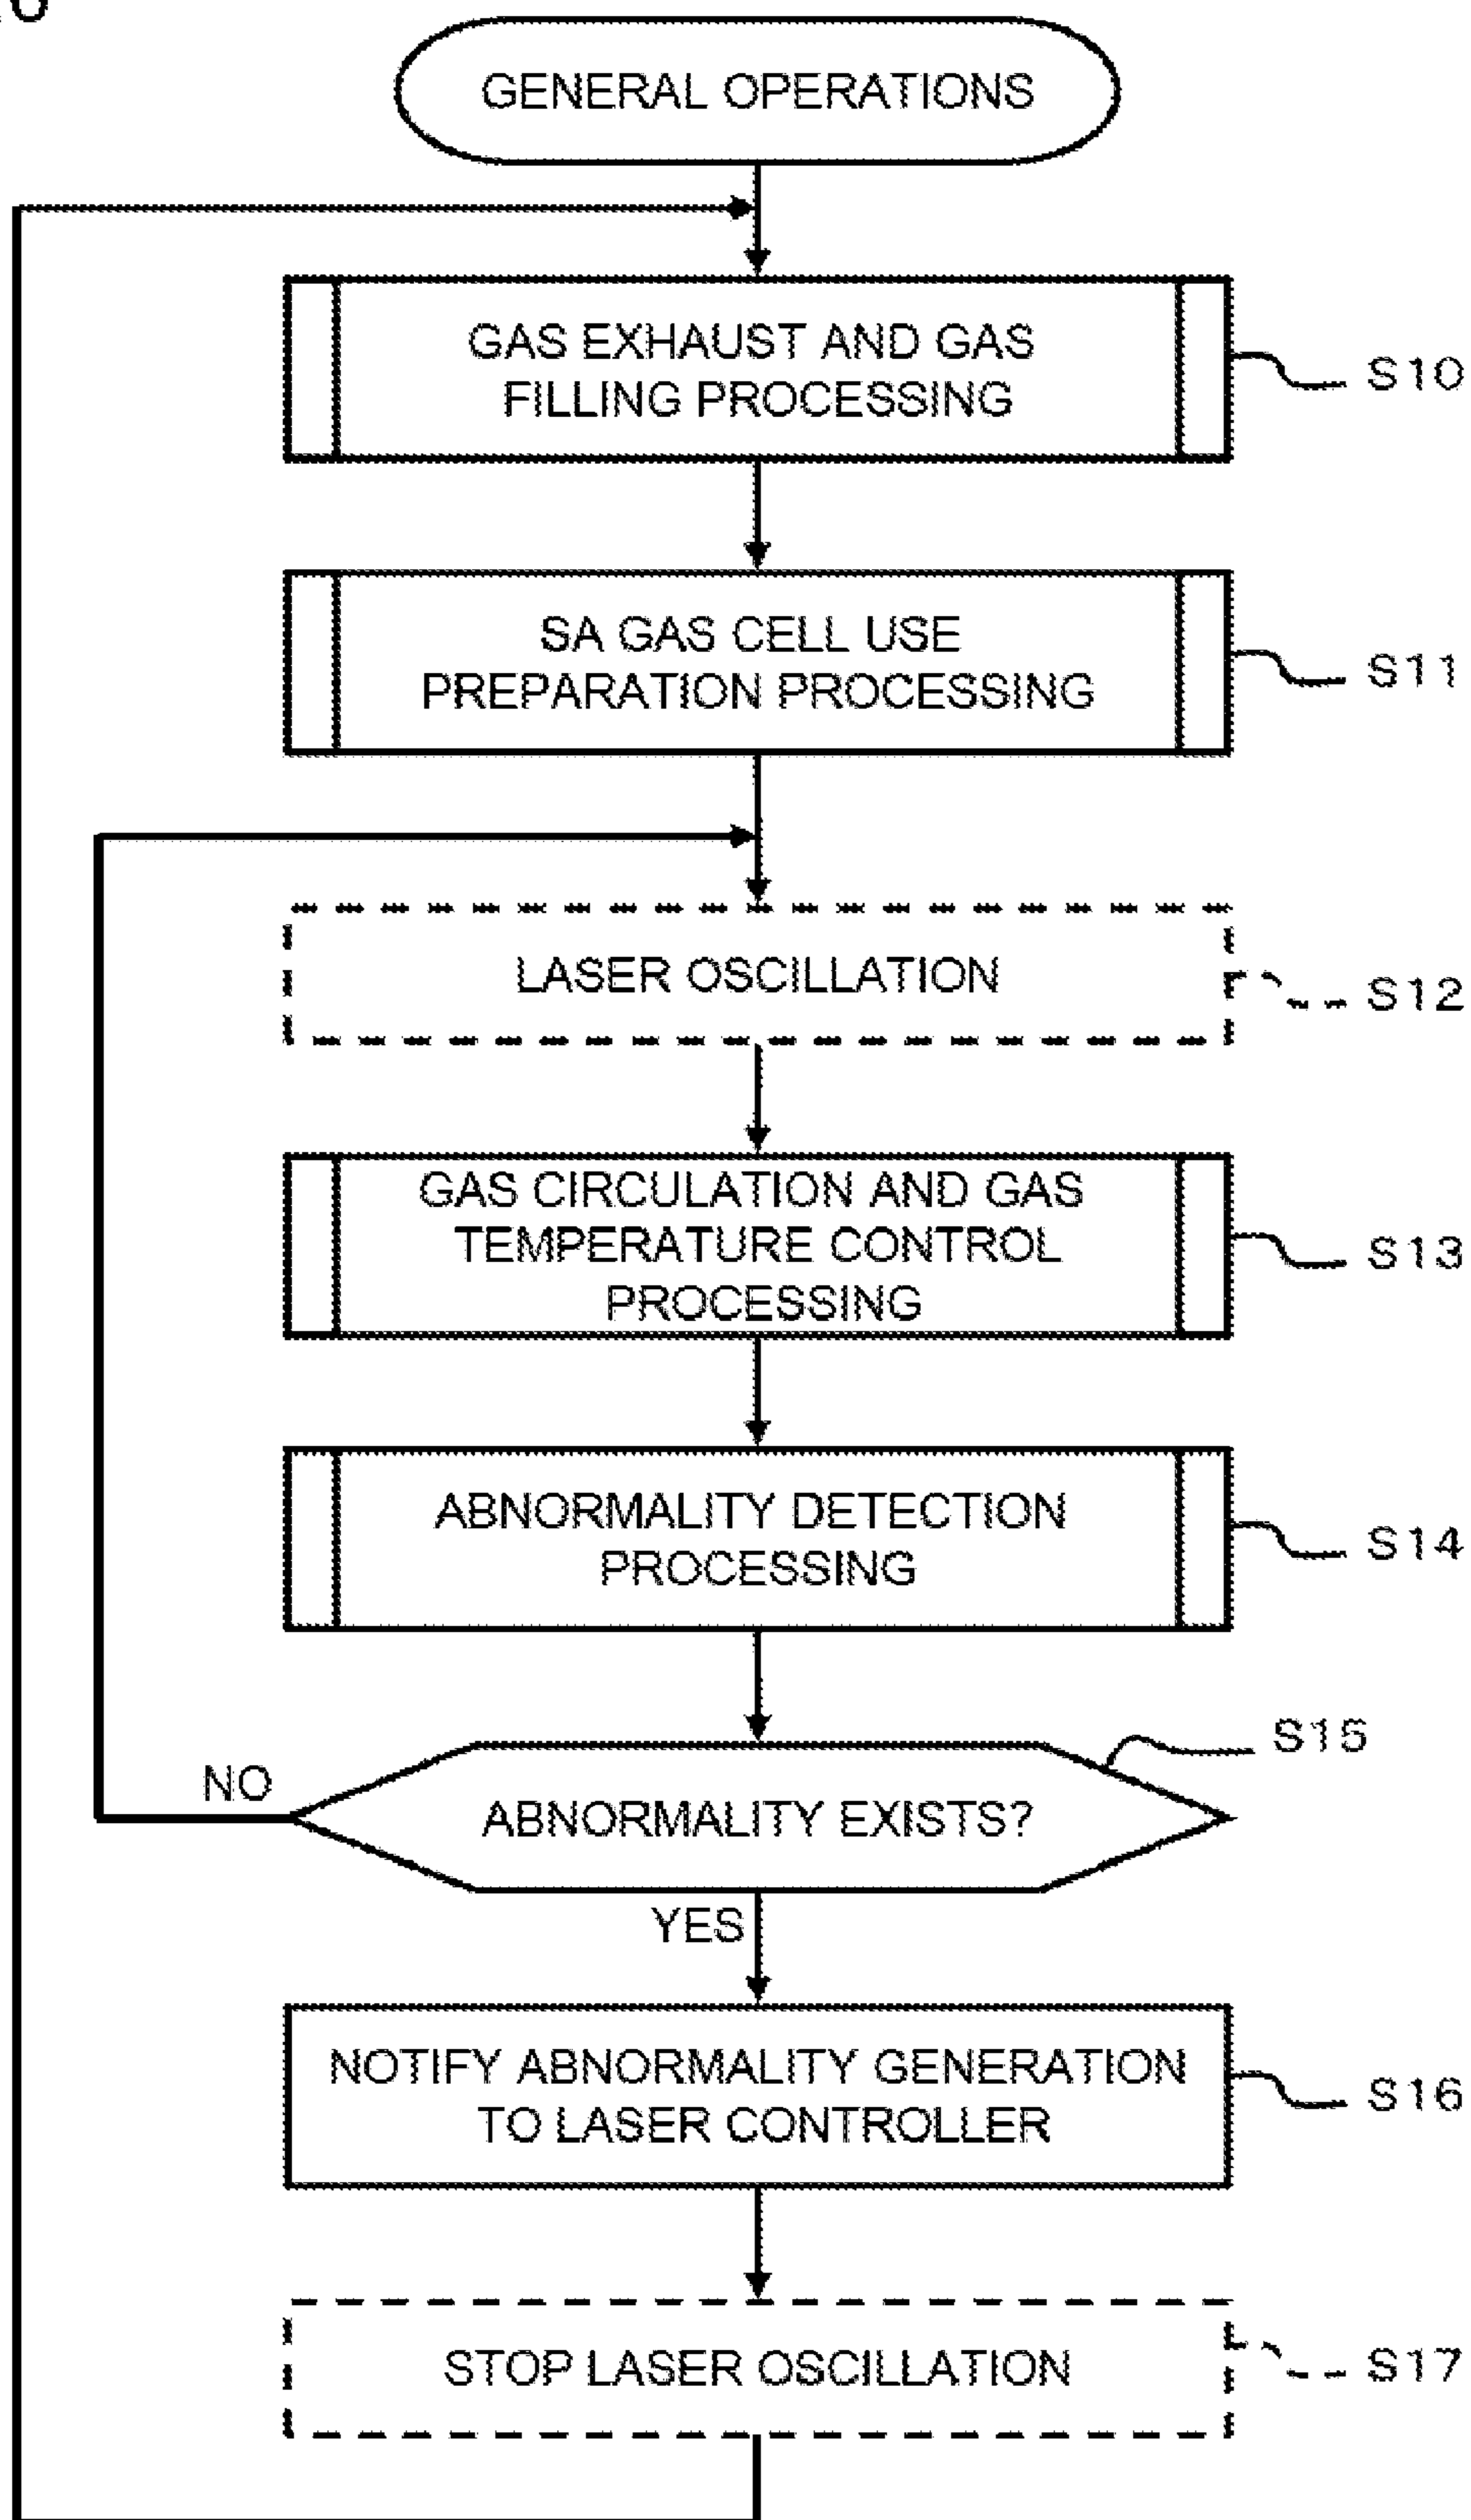 GENERAL OPERATIONS
GAS EXHAUST AND GAS
FILLING PROCESSING
S10
SA GAS CELL USE
PREPARATION PROCESSING
S11
LASER OSCILLATION
S12
GAS CIRCULATION AND GAS
TEMPERATURE CONTROL
PROCESSING
S13
ABNORMALITY DETECTION
PROCESSING
S14
S15
NO
ABNORMALITY EXISTS?
YES
NOTIFY ABNORMALITY GENERATION
TO LASER CONTROLLER
S16
STOP LASER OSCILLATION
S17